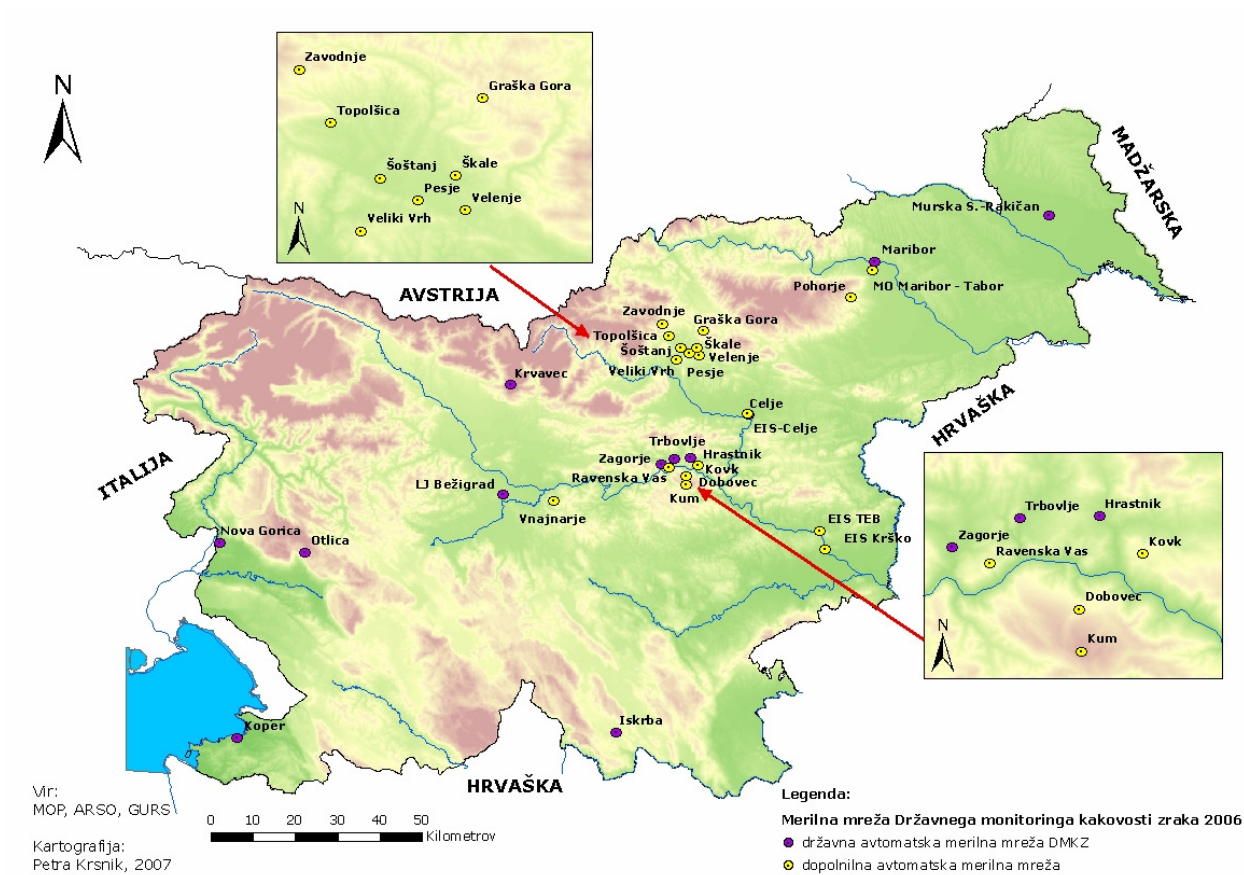 Zavodnje
Graška Gora
Topolšica
Šoštanj
Škale
Pesje
Velenje
Veliki Vrh
N
N
MADŽARSKA
Murska S.-Rakičan
Maribor
MO Maribor - Tabor
Pohorje
AVSTRIJA
Zavodnje
Graška Gora
Topolšica
Škale
Šoštanj
Velenje
Veliki Vrh
Pesje
Krvavec
Celje
EIS-Celje
HRVAŠKA
ITALIJA
Trbovlje
Zagorje
Hrastnik
Kovk
Ravenska Vas
Dobovec
Kum
LJ Bežigrad
Vnajnarje
EIS TEB
EIS Krško
Nova Gorica
Otlica
Trbovlje
Hrastnik
Zagorje
Kovk
Ravenska Vas
Dobovec
Kum
N
Koper
Iskrba
HRVAŠKA
Vir:
MOP, ARSO, GURS
Kartografija:
Petra Krsnik, 2007
0 10 20 30 40 50
Kilometrov
Legenda:
Merilna mreža Državnega monitoringa kakovosti zraka 2006
državna avtomatska merilna mreža DMKZ
dopolnilna avtomatska merilna mreža